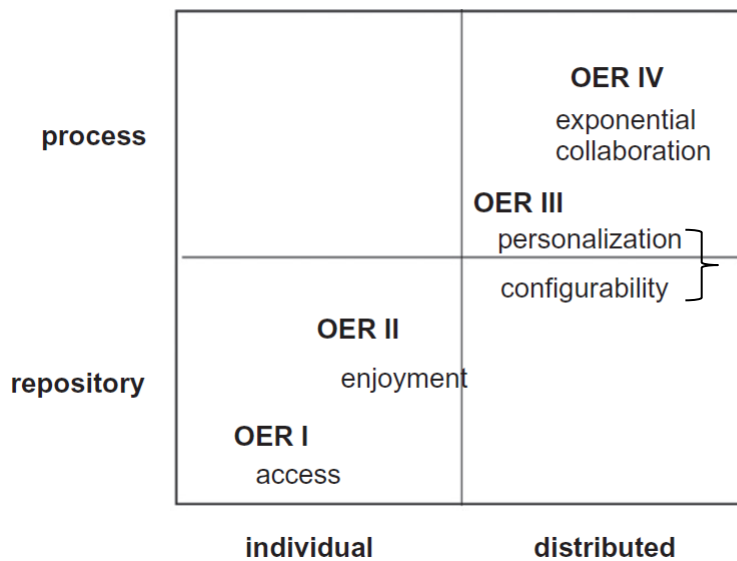 OER IV
process
exponential
collaboration
OER III
personalization
configurability
OER II
repository
enjoyment
OER I
access
individual
distributed